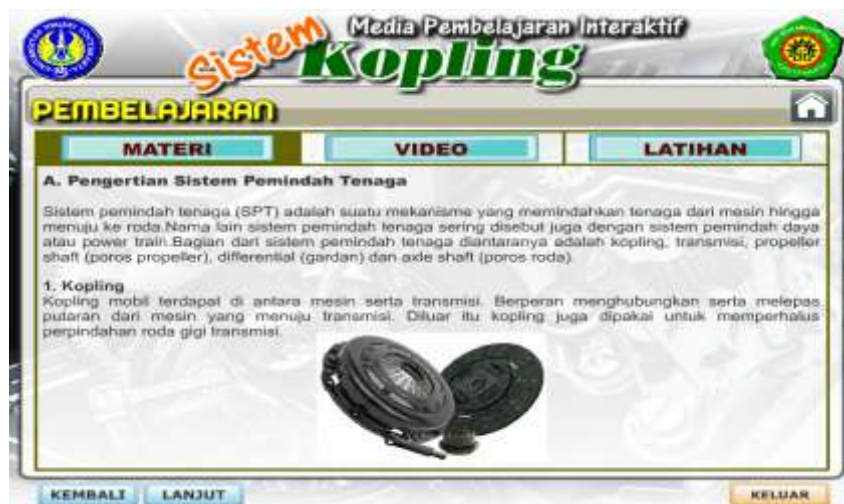 Media Pembelajaran Interaktif
Sistem
Kopling
PEMBELAJARAN
MATERI
VIDEO
LATIHAN
A. Pengertian Sistem Pemindah Tenaga
Sistem pemindah tenaga (SPT) adalah suatu mekanisme yang memindahkan tenaga dari mesin hingga
menuju ke roda.Nama lain sistem pemindah tenaga sering disebut juga dengan sistem pemindah daya
atau power train.Bagian dari sistem pemindah tenaga diantaranya adalah kopling, transmisi, propeller
shaft (poros propeller), differential (gardan) dan axle shaft (poros roda).
1. Kopling
Kopling mobil terdapat di antara mesin serta transmisi. Berperan menghubungkan serta melepas
putaran dari mesin yang menuju transmisi. Diluar itu kopling juga dipakai untuk memperhalus
perpindahan roda gigi transmisi.
KEMBALI
LANJUT
KELUAR